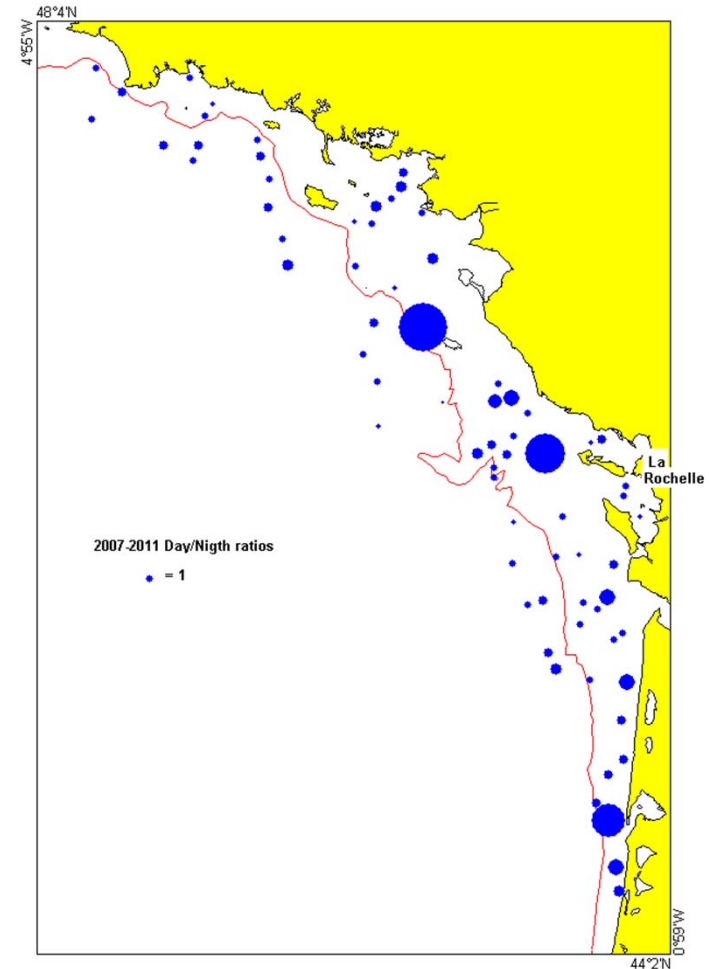 48°4'N
4°55'W
La
Rochelle
2007-2011 Day/Nigth ratios
= 1
0°59'W
44°2'N